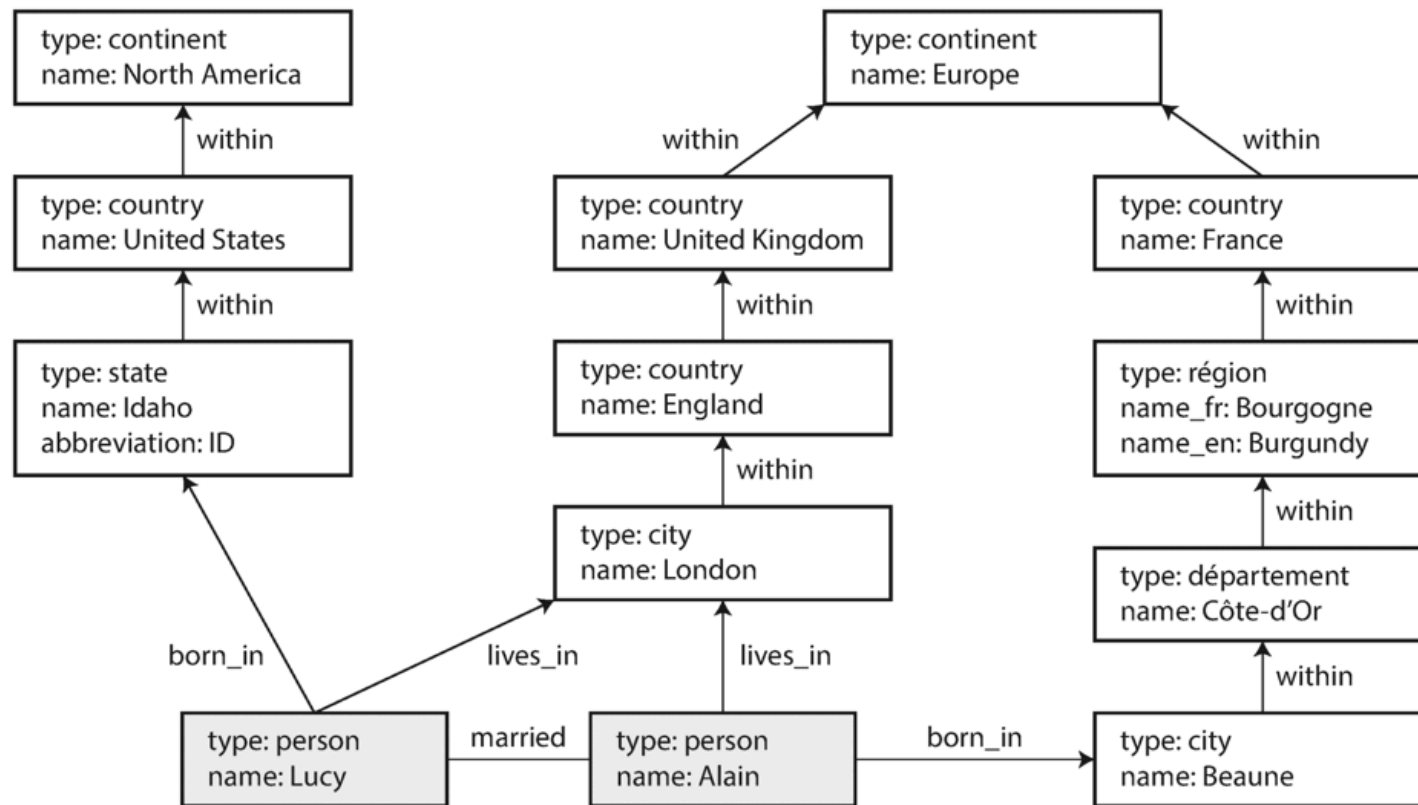 type: continent
name: North America
type: continent
name: Europe
within
within
within
type: country
name: United States
type: country
name: United Kingdom
type: country
name: France
within
within
within
type: state
name: Idaho
abbreviation: ID
type: country
name: England
type: région
name_fr: Bourgogne
name_en: Burgundy
within
within
type: city
name: London
type: département
name: Côte-d’Or
born_in
lives_in
lives_in
within
type: person
name: Lucy
married
type: person
name: Alain
born_in
type: city
name: Beaune